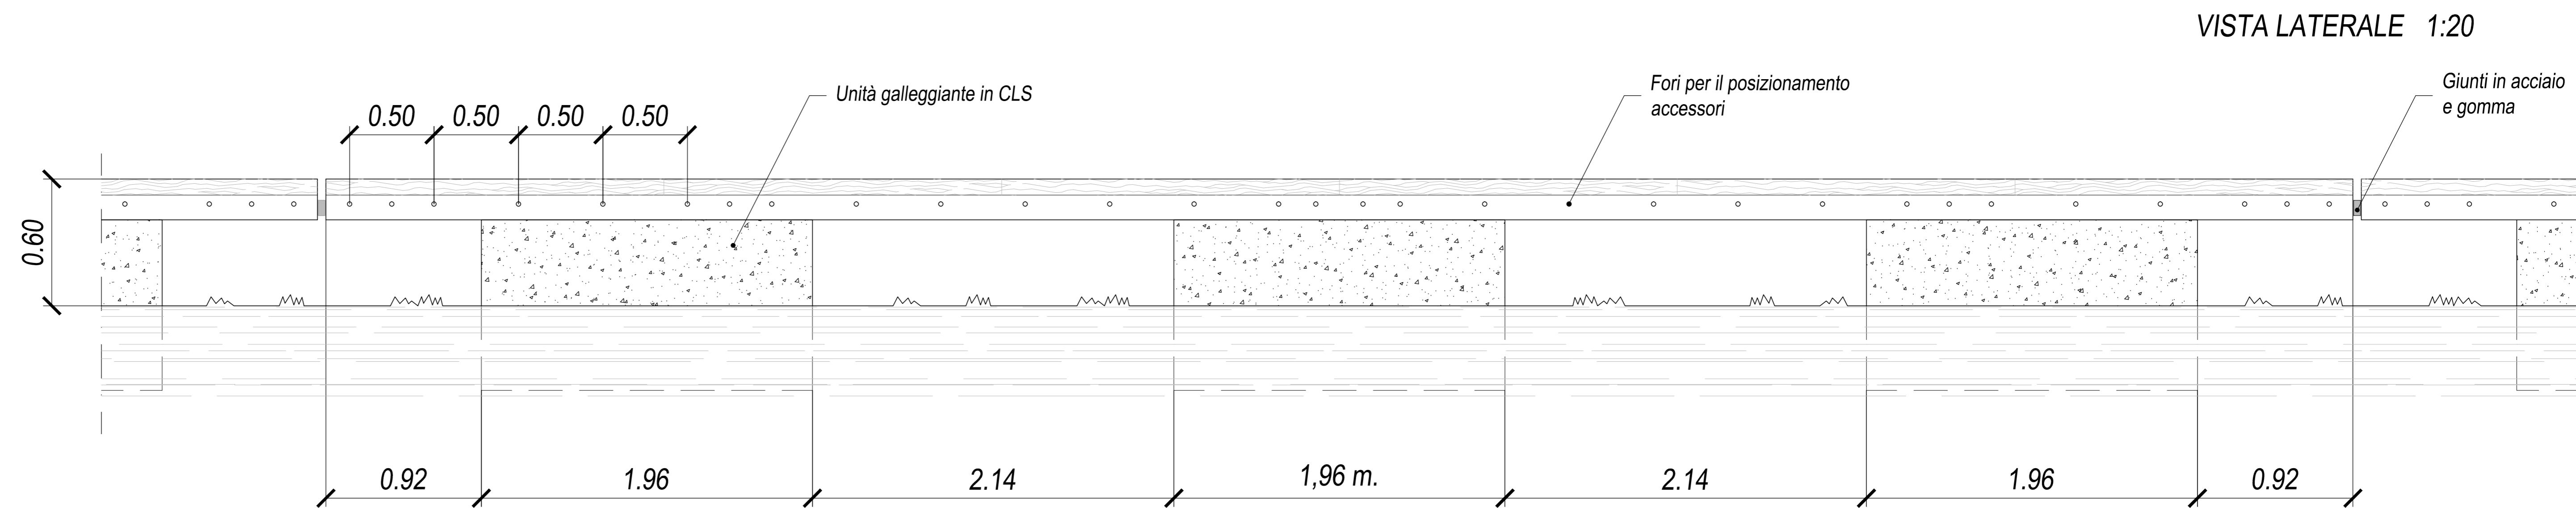 VISTA LATERALE 1:20
Unità galleggiante in CLS
Fori per il posizionamento
accessori
Giunti in acciaio
e gomma
0.50 0.50 0.50 0.50
0.60
0.92 1.96 2.14 1,96 m. 2.14 1.96 0.92